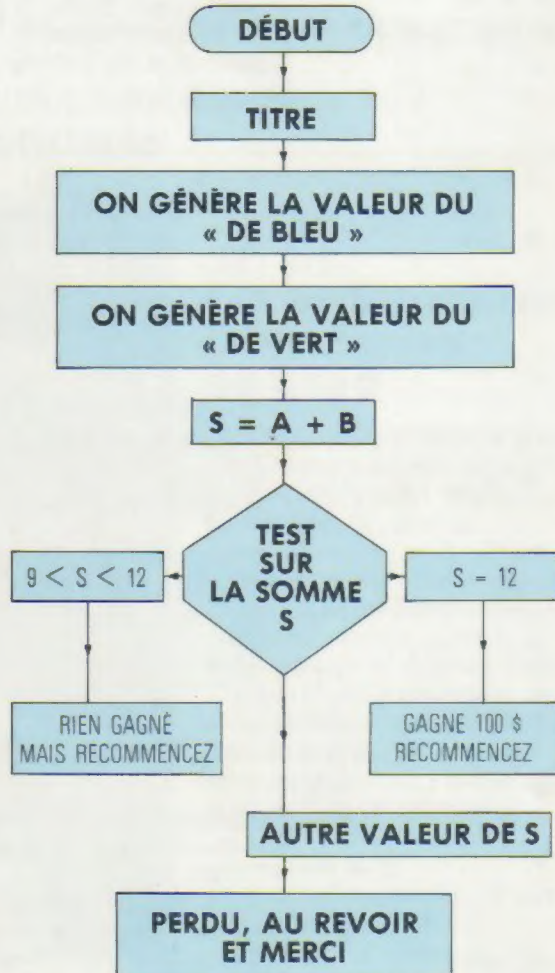 DÉBUT
TITRE
ON GÉNÈRE LA VALEUR DU
« DE BLEU »
ON GÉNÈRE LA VALEUR DU
« DE VERT »
S = A + B
TEST
SUR
LA SOMME
S
9 < S < 12
S = 12
RIEN GAGNÉ
MAIS RECOMMENCEZ
GAGNE 100 $
RECOMMENCEZ
AUTRE VALEUR DE S
PERDU, AU REVOIR
ET MERCI